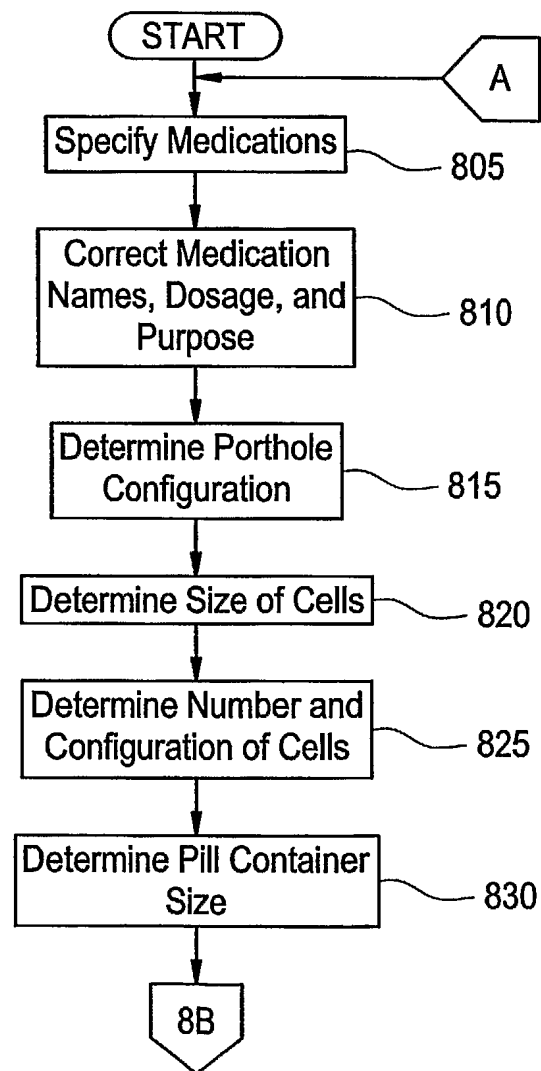 START
A
Specify Medications
805
Correct Medication
Names, Dosage, and
Purpose
810
Determine Porthole
Configuration
815
Determine Size of Cells
820
Determine Number and
Configuration of Cells
825
Determine Pill Container
Size
830
8B